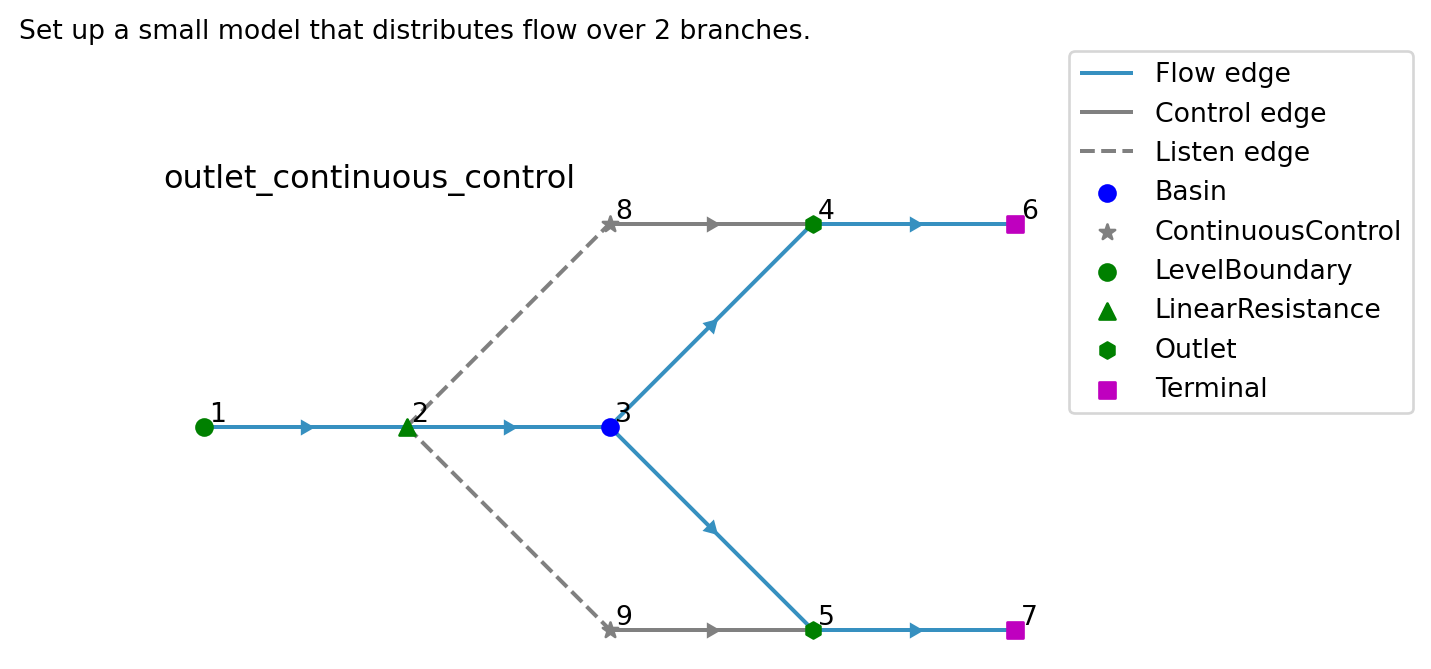 Set up a small model that distributes flow over 2 branches.
Flow edge
Control edge
Listen edge
Basin
ContinuousControl
LevelBoundary
LinearResistance
Outlet
Terminal
outlet_continuous_control
8
4
6
1
2
3
9
5
7